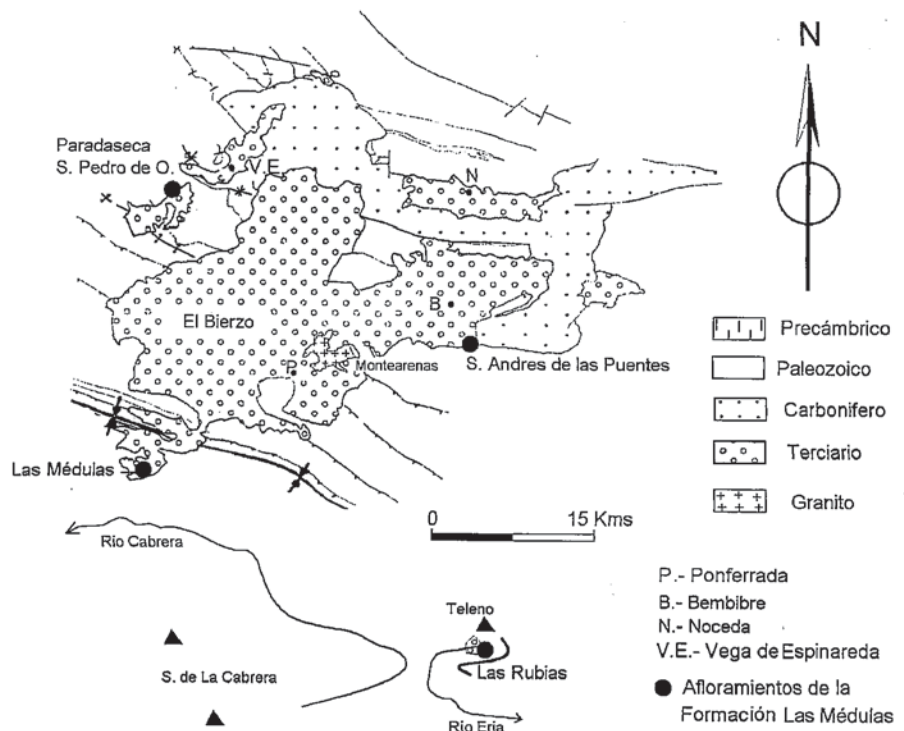 N
Paradaseca
S. Pedro de O.
V.E.
N
El Bierzo
B
P
Montearenas
S. Andres de las Puentes
Las Médulas
Precámbrico
Paleozoico
Carbonifero
Terciario
Granito
0 15 Kms
Río Cabrera
S. de La Cabrera
Teleno
Las Rubias
Río Eria
P.- Ponferrada
B.- Bembibre
N.- Noceda
V.E.- Vega de Espinareda
Afloramientos de la
Formación Las Médulas